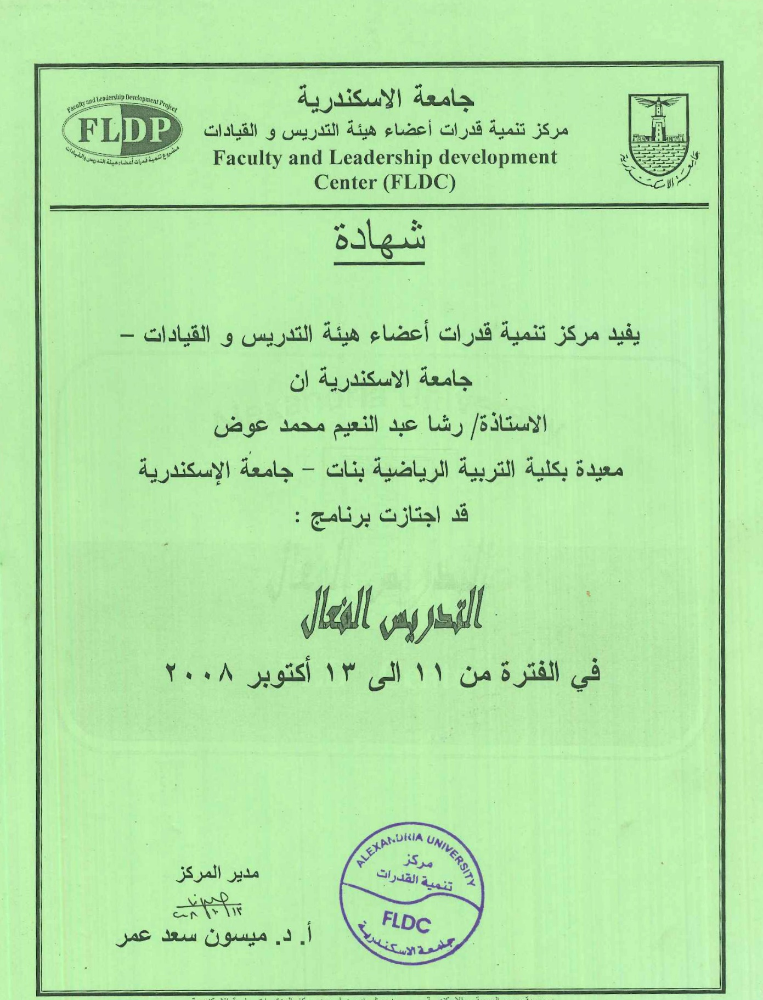 جامعة الاسكندرية
مركز تنمية قدرات أعضاء هيئة التدريس و القيادات
Faculty and Leadership development
Center (FLDC)
Faculty and Leadership Development Project
FLDP
مشروع تنمية قدرات أعضاء هيئة التدريس والقيادات
جامعة الاسكندرية
شهادة
يفيد مركز تنمية قدرات أعضاء هيئة التدريس و القيادات –
جامعة الاسكندرية ان
الاستاذة/ رشا عبد النعيم محمد عوض
معيدة بكلية التربية الرياضية بنات – جامعة الإسكندرية
قد اجتازت برنامج :
التدريس الفعال
في الفترة من ١١ الى ١٣ أكتوبر ٢٠٠٨
مدير المركز
أ. د. ميسون سعد عمر
ALEXANDRIA UNIVERSITY
مركز
تنمية القدرات
FLDC
جامعة الاسكندرية